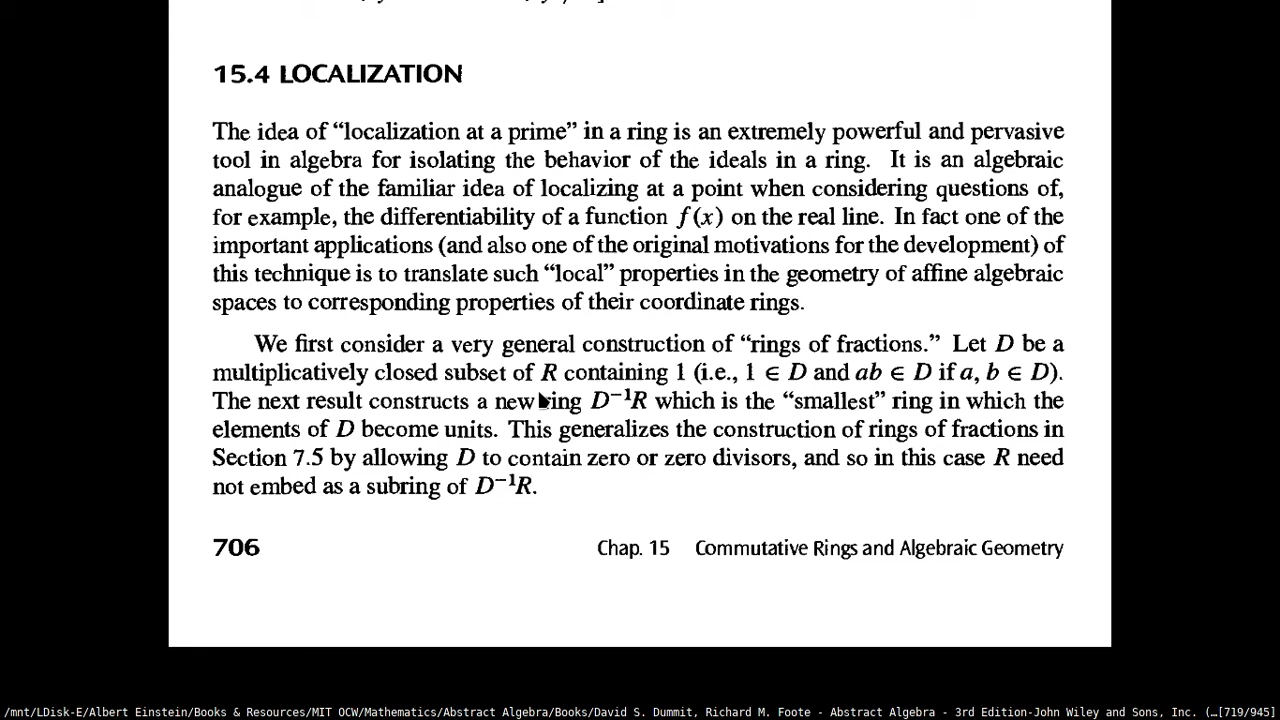 15.4 LOCALIZATION
The idea of “localization at a prime” in a ring is an extremely powerful and pervasive
tool in algebra for isolating the behavior of the ideals in a ring. It is an algebraic
analogue of the familiar idea of localizing at a point when considering questions of,
for example, the differentiability of a function f(x) on the real line. In fact one of the
important applications (and also one of the original motivations for the development) of
this technique is to translate such “local” properties in the geometry of affine algebraic
spaces to corresponding properties of their coordinate rings.
We first consider a very general construction of “rings of fractions.” Let D be a
multiplicatively closed subset of R containing 1 (i.e., 1 ∈ D and ab ∈ D if a, b ∈ D).
The next result constructs a new ring D⁻¹R which is the “smallest” ring in which the
elements of D become units. This generalizes the construction of rings of fractions in
Section 7.5 by allowing D to contain zero or zero divisors, and so in this case R need
not embed as a subring of D⁻¹R.
706 Chap. 15 Commutative Rings and Algebraic Geometry
/mnt/LDisk-E/Albert Einstein/Books & Resources/MIT OCW/Mathematics/Abstract Algebra/Books/David S. Dummit, Richard M. Foote - Abstract Algebra - 3rd Edition-John Wiley and Sons, Inc. (…[719/945]